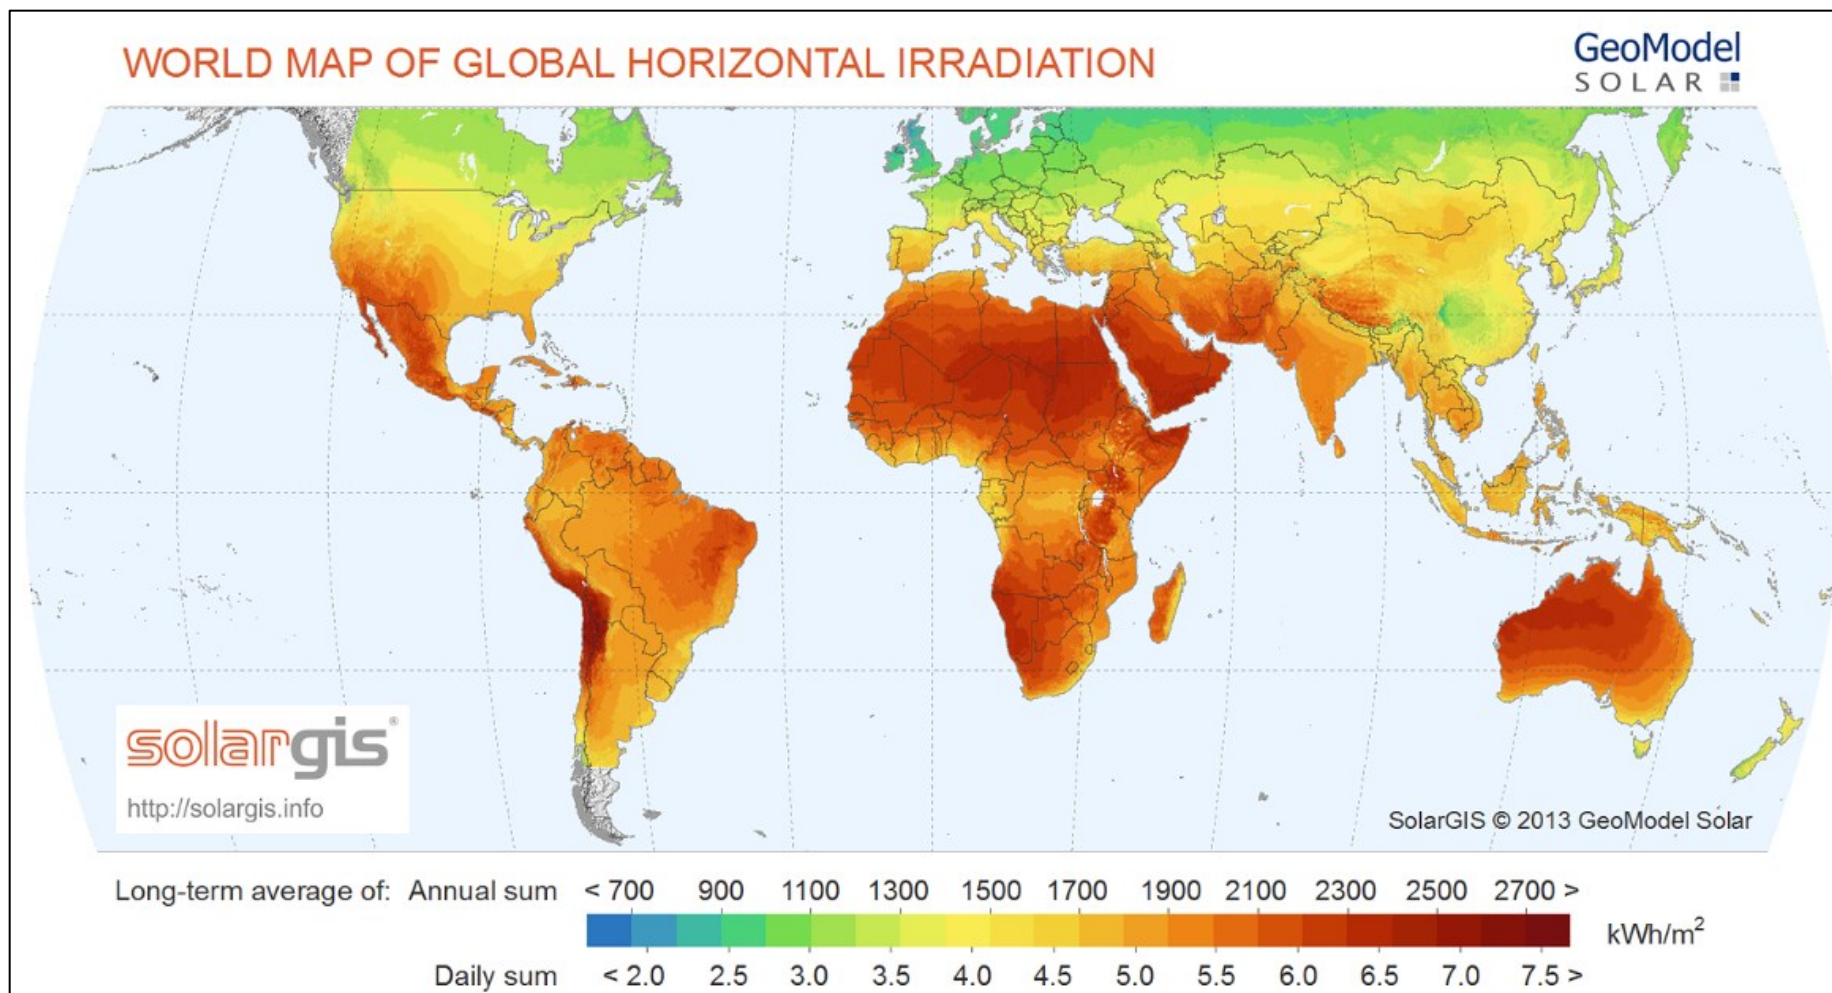 WORLD MAP OF GLOBAL HORIZONTAL IRRADIATION
GeoModel
SOLAR
solargis®
http://solargis.info
SolarGIS © 2013 GeoModel Solar
Long-term average of: Annual sum < 700 900 1100 1300 1500 1700 1900 2100 2300 2500 2700 >
kWh/m²
Daily sum < 2.0 2.5 3.0 3.5 4.0 4.5 5.0 5.5 6.0 6.5 7.0 7.5 >